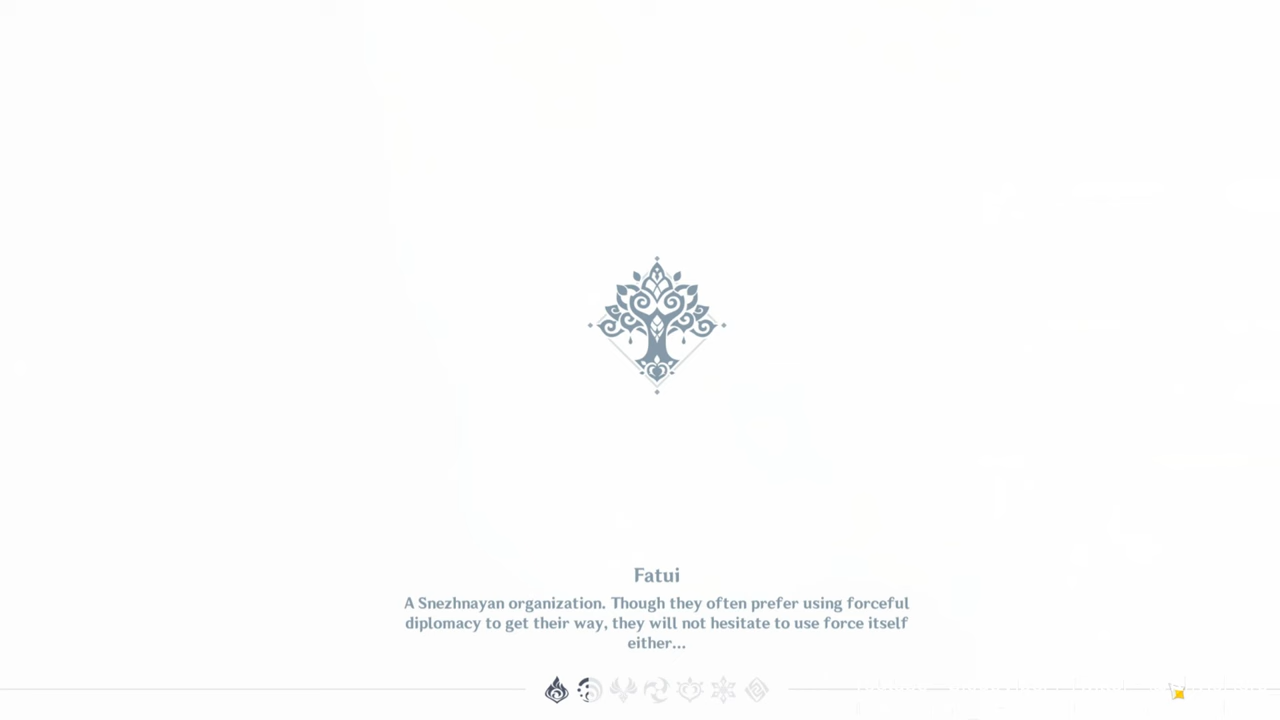 Fatui
A Snezhnayan organization. Though they often prefer using forceful
diplomacy to get their way, they will not hesitate to use force itself
either...